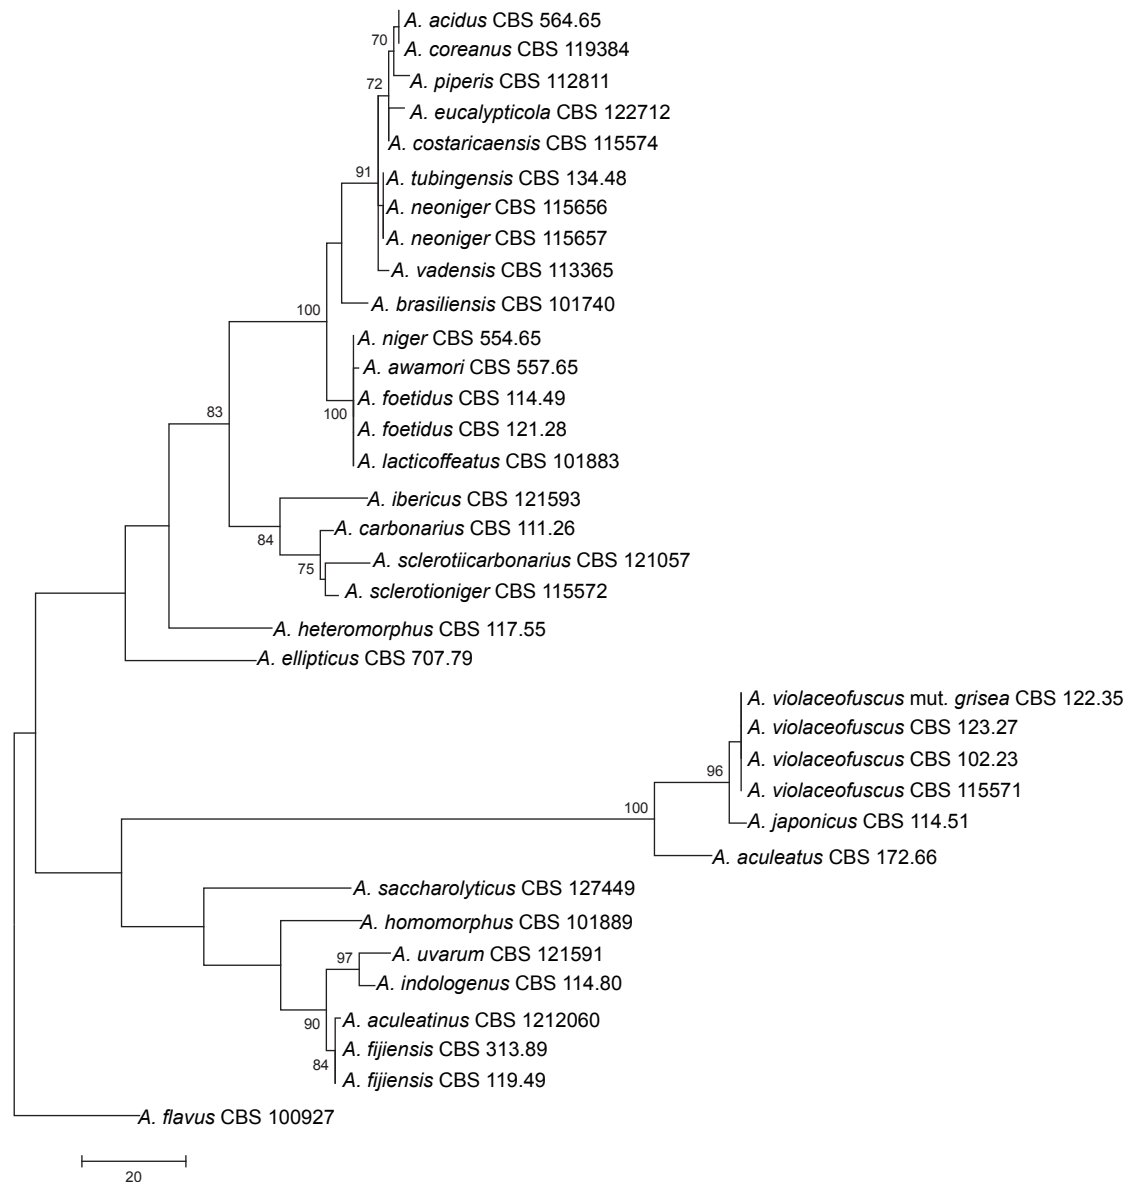 A. acidus CBS 564.65
70
A. coreanus CBS 119384
A. piperis CBS 112811
72
A. eucalypticola CBS 122712
A. costaricaensis CBS 115574
91
A. tubingensis CBS 134.48
A. neoniger CBS 115656
A. neoniger CBS 115657
A. vadensis CBS 113365
A. brasiliensis CBS 101740
100
A. niger CBS 554.65
A. awamori CBS 557.65
A. foetidus CBS 114.49
100
83
A. foetidus CBS 121.28
A. lacticoffeatus CBS 101883
A. ibericus CBS 121593
A. carbonarius CBS 111.26
84
A. sclerotiicarbonarius CBS 121057
75
A. sclerotioniger CBS 115572
A. heteromorphus CBS 117.55
A. ellipticus CBS 707.79
A. violaceofuscus mut. grisea CBS 122.35
A. violaceofuscus CBS 123.27
A. violaceofuscus CBS 102.23
96
A. violaceofuscus CBS 115571
100
A. japonicus CBS 114.51
A. aculeatus CBS 172.66
A. saccharolyticus CBS 127449
A. homomorphus CBS 101889
97
A. uvarum CBS 121591
A. indologenus CBS 114.80
90
A. aculeatinus CBS 1212060
A. fijiensis CBS 313.89
84
A. fijiensis CBS 119.49
A. flavus CBS 100927
20